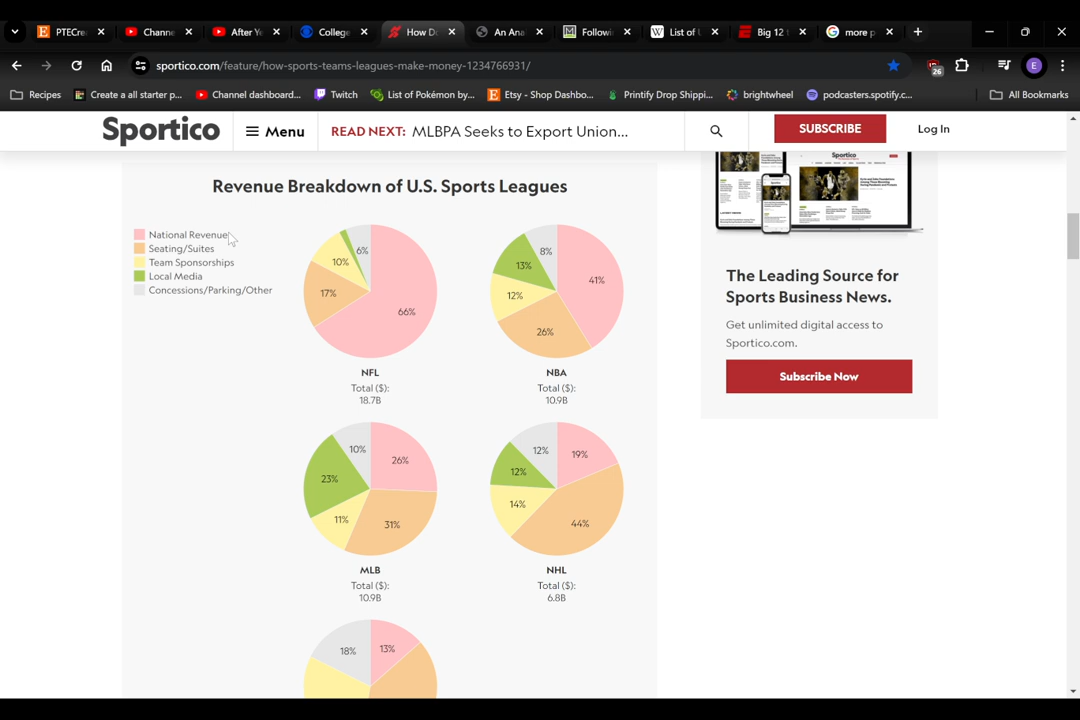 PTECre
Channe
After Ye
College
How Do
An Ana
Followi
List of U
Big 12 t
more p
sportico.com/feature/how-sports-teams-leagues-make-money-1234766931/
26
E
Recipes
Create a all starter p...
Channel dashboard...
Twitch
List of Pokémon by...
Etsy - Shop Dashbo...
Printify Drop Shippi...
brightwheel
podcasters.spotify.c...
All Bookmarks
Sportico
Menu
READ NEXT: MLBPA Seeks to Export Union...
SUBSCRIBE
Log In
Revenue Breakdown of U.S. Sports Leagues
National Revenue
Seating/Suites
Team Sponsorships
Local Media
Concessions/Parking/Other
6%
10%
17%
66%
NFL
Total ($):
18.7B
8%
13%
41%
12%
26%
NBA
Total ($):
10.9B
10%
26%
23%
11%
31%
MLB
Total ($):
10.9B
12%
19%
12%
14%
44%
NHL
Total ($):
6.8B
18%
13%
Sportico
The Leading Source for
Sports Business News.
Get unlimited digital access to
Sportico.com.
Subscribe Now